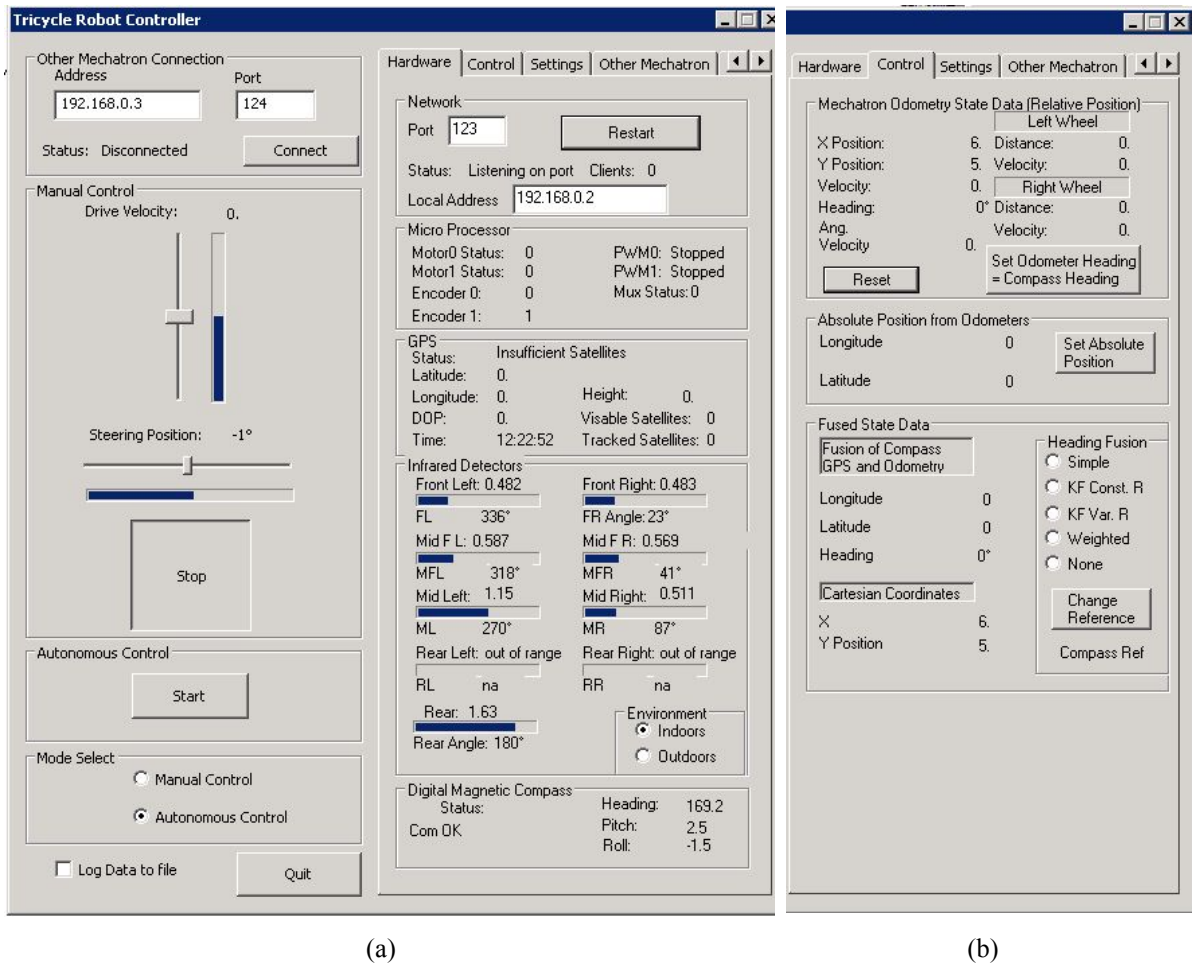 Tricycle Robot Controller
Other Mechatron Connection
Address Port
192.168.0.3 124
Status: Disconnected Connect
Manual Control
Drive Velocity: 0.
Steering Position: -1°
Stop
Autonomous Control
Start
Mode Select
Manual Control
Autonomous Control
Log Data to file Quit
Hardware Control Settings Other Mechatron
Network
Port 123 Restart
Status: Listening on port Clients: 0
Local Address 192.168.0.2
Micro Processor
Motor0 Status: 0 PWM0: Stopped
Motor1 Status: 0 PWM1: Stopped
Encoder 0: 0 Mux Status: 0
Encoder 1: 1
GPS
Status: Insufficient Satellites
Latitude: 0.
Longitude: 0. Height: 0.
DOP: 0. Visable Satellites: 0
Time: 12:22:52 Tracked Satellites: 0
Infrared Detectors
Front Left: 0.482 Front Right: 0.483
FL 336° FR Angle: 23°
Mid F L: 0.587 Mid F R: 0.569
MFL 318° MFR 41°
Mid Left: 1.15 Mid Right: 0.511
ML 270° MR 87°
Rear Left: out of range Rear Right: out of range
RL na RR na
Rear: 1.63
Rear Angle: 180°
Environment
Indoors
Outdoors
Digital Magnetic Compass
Status: Heading: 169.2
Com OK Pitch: 2.5
Roll: -1.5
(a)
Hardware Control Settings Other Mechatron
Mechatron Odometry State Data (Relative Position)
Left Wheel
X Position: 6. Distance: 0.
Y Position: 5. Velocity: 0.
Velocity: 0. Right Wheel
Heading: 0° Distance: 0.
Ang. Velocity: 0.
Velocity 0.
Set Odometer Heading
= Compass Heading
Reset
Absolute Position from Odometers
Longitude 0 Set Absolute
Position
Latitude 0
Fused State Data
Fusion of Compass
GPS and Odometry
Longitude 0
Latitude 0
Heading 0°
Cartesian Coordinates
X 6.
Y Position 5.
Heading Fusion
Simple
KF Const. R
KF Var. R
Weighted
None
Change
Reference
Compass Ref
(b)